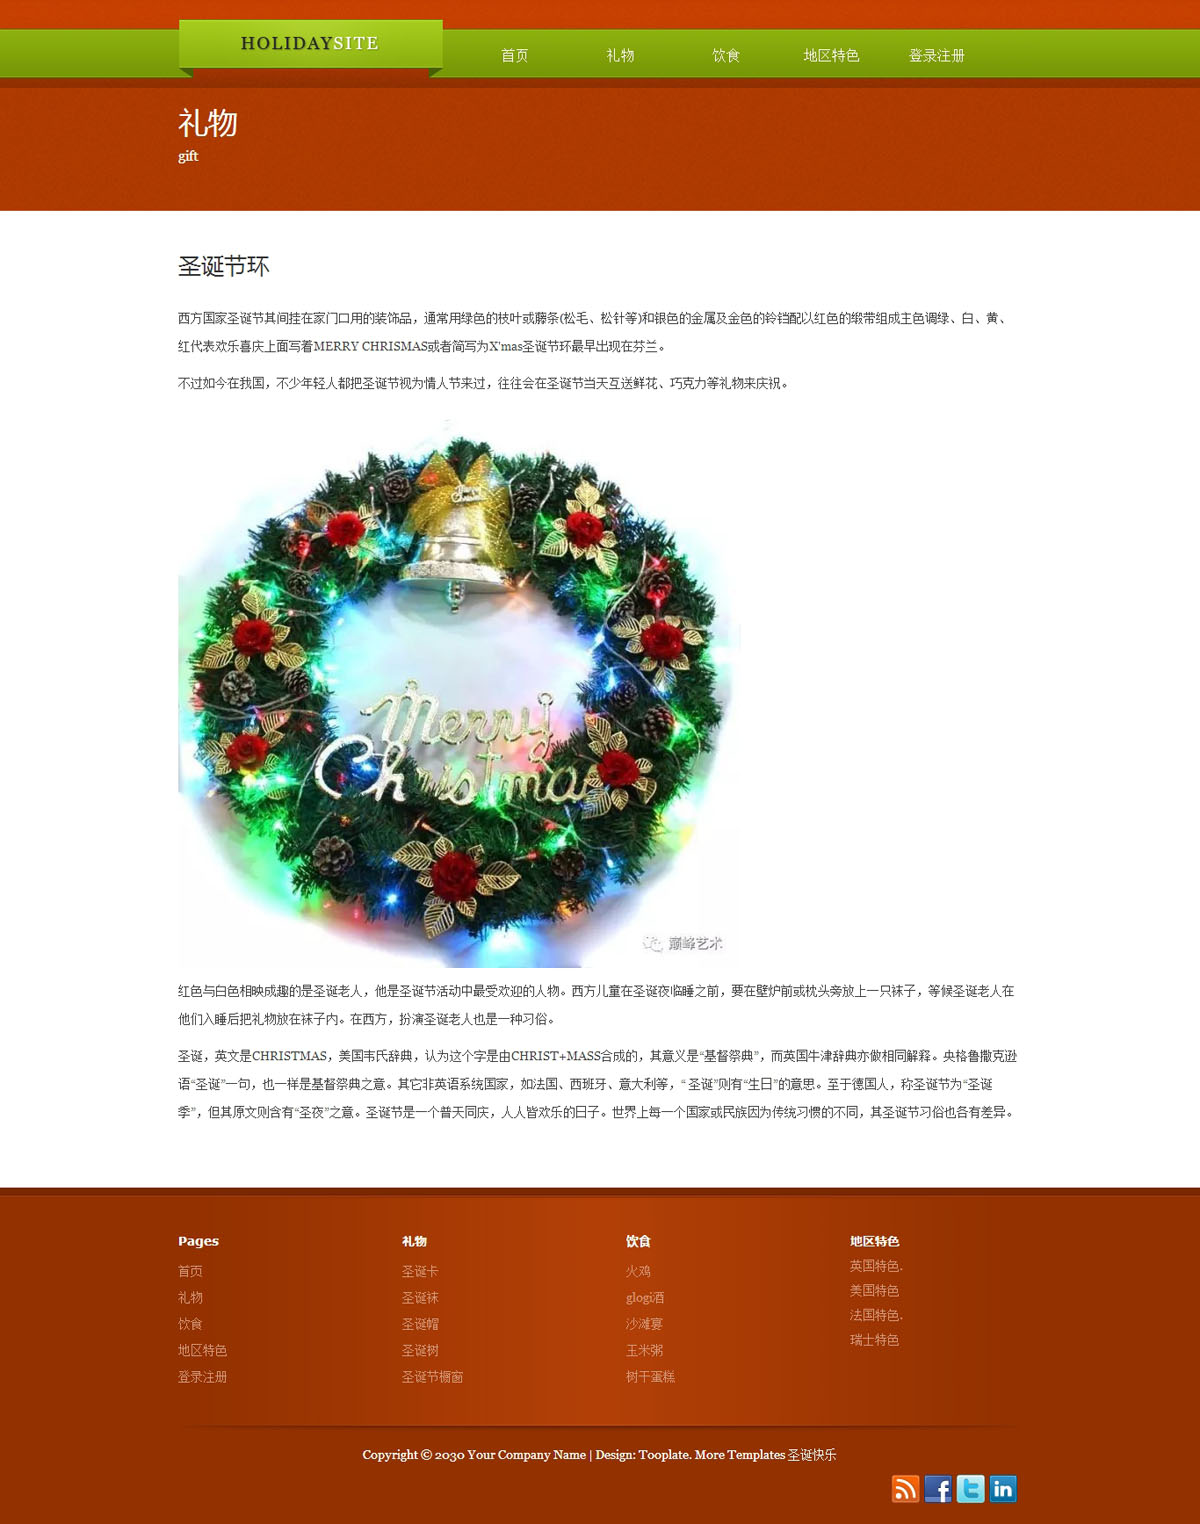 HOLIDAYSITE
首页 礼物 饮食 地区特色 登录注册
礼物
gift
圣诞节环
西方国家圣诞节其间挂在家门口用的装饰品，通常用绿色的枝叶或藤条(松毛、松针等)和银色的金属及金色的铃铛配以红色的缎带组成主色调绿、白、黄、
红代表欢乐喜庆上面写着MERRY CHRISMAS或者简写为X'mas圣诞节环最早出现在芬兰。
不过如今在我国，不少年轻人都把圣诞节视为情人节来过，往往会在圣诞节当天互送鲜花、巧克力等礼物来庆祝。
Merry
Christmas
Merry
Christmas
巅峰艺术
红色与白色相映成趣的是圣诞老人，他是圣诞节活动中最受欢迎的人物。西方儿童在圣诞夜临睡之前，要在壁炉前或枕头旁放上一只袜子，等候圣诞老人在
他们入睡后把礼物放在袜子内。在西方，扮演圣诞老人也是一种习俗。
圣诞，英文是CHRISTMAS，美国韦氏辞典，认为这个字是由CHRIST+MASS合成的，其意义是“基督祭典”，而英国牛津辞典亦做相同解释。央格鲁撒克逊
语“圣诞”一句，也一样是基督祭典之意。其它非英语系统国家，如法国、西班牙、意大利等，“ 圣诞”则有“生日”的意思。至于德国人，称圣诞节为“圣诞
季”，但其原文则含有“圣夜”之意。圣诞节是一个普天同庆，人人皆欢乐的日子。世界上每一个国家或民族因为传统习惯的不同，其圣诞节习俗也各有差异。
Pages
首页
礼物
饮食
地区特色
登录注册
礼物
圣诞卡
圣诞袜
圣诞帽
圣诞树
圣诞节橱窗
饮食
火鸡
glogi酒
沙滩宴
玉米粥
树干蛋糕
地区特色
英国特色.
美国特色
法国特色.
瑞士特色
Copyright © 2030 Your Company Name | Design: Tooplate. More Templates 圣诞快乐